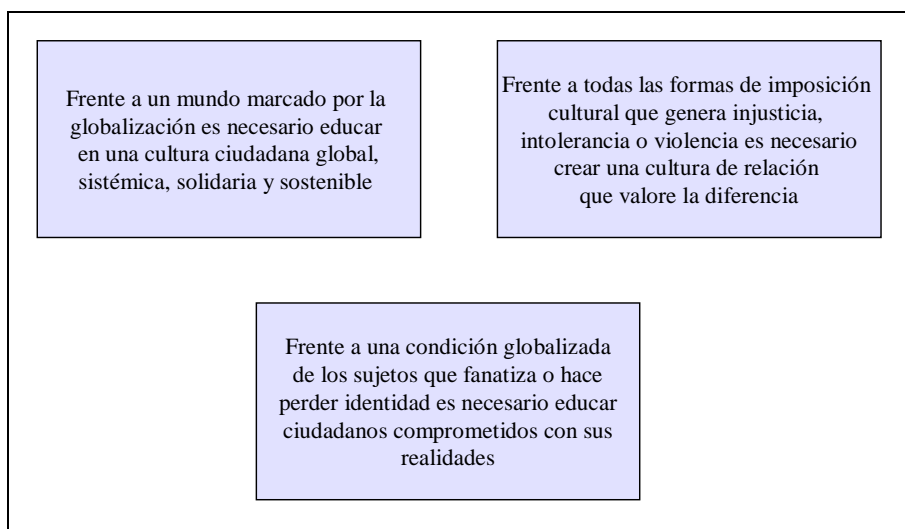 Frente a un mundo marcado por la
globalización es necesario educar
en una cultura ciudadana global,
sistémica, solidaria y sostenible
Frente a todas las formas de imposición
cultural que genera injusticia,
intolerancia o violencia es necesario
crear una cultura de relación
que valore la diferencia
Frente a una condición globalizada
de los sujetos que fanatiza o hace
perder identidad es necesario educar
ciudadanos comprometidos con sus
realidades